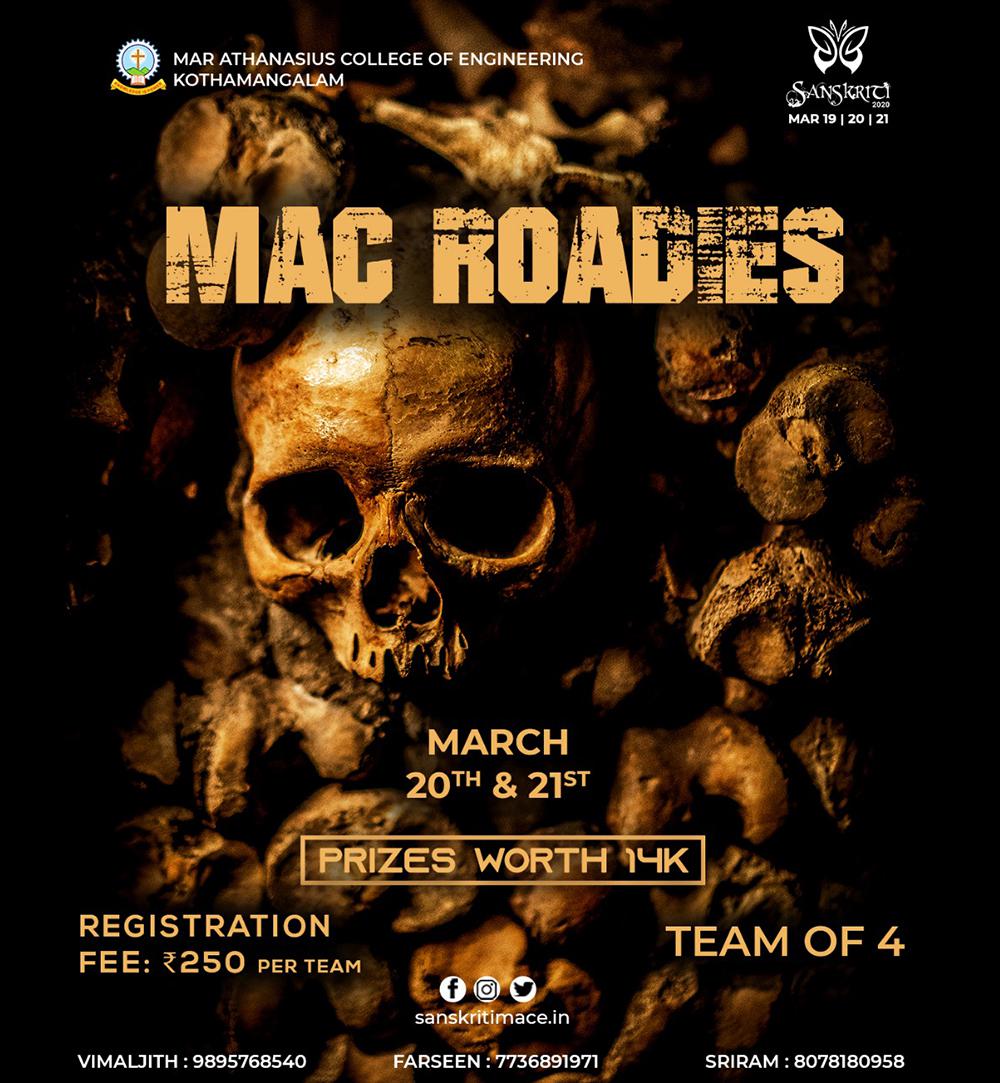 MAR ATHANASIUS COLLEGE OF ENGINEERING
KOTHAMANGALAM
SANSKRITI
2020
MAR 19 | 20 | 21
MAC ROADIES
MARCH
20TH & 21ST
PRIZES WORTH 14K
REGISTRATION
FEE: ₹250 PER TEAM
TEAM OF 4
sanskritimace.in
VIMALJITH : 9895768540
FARSEEN : 7736891971
SRIRAM : 8078180958